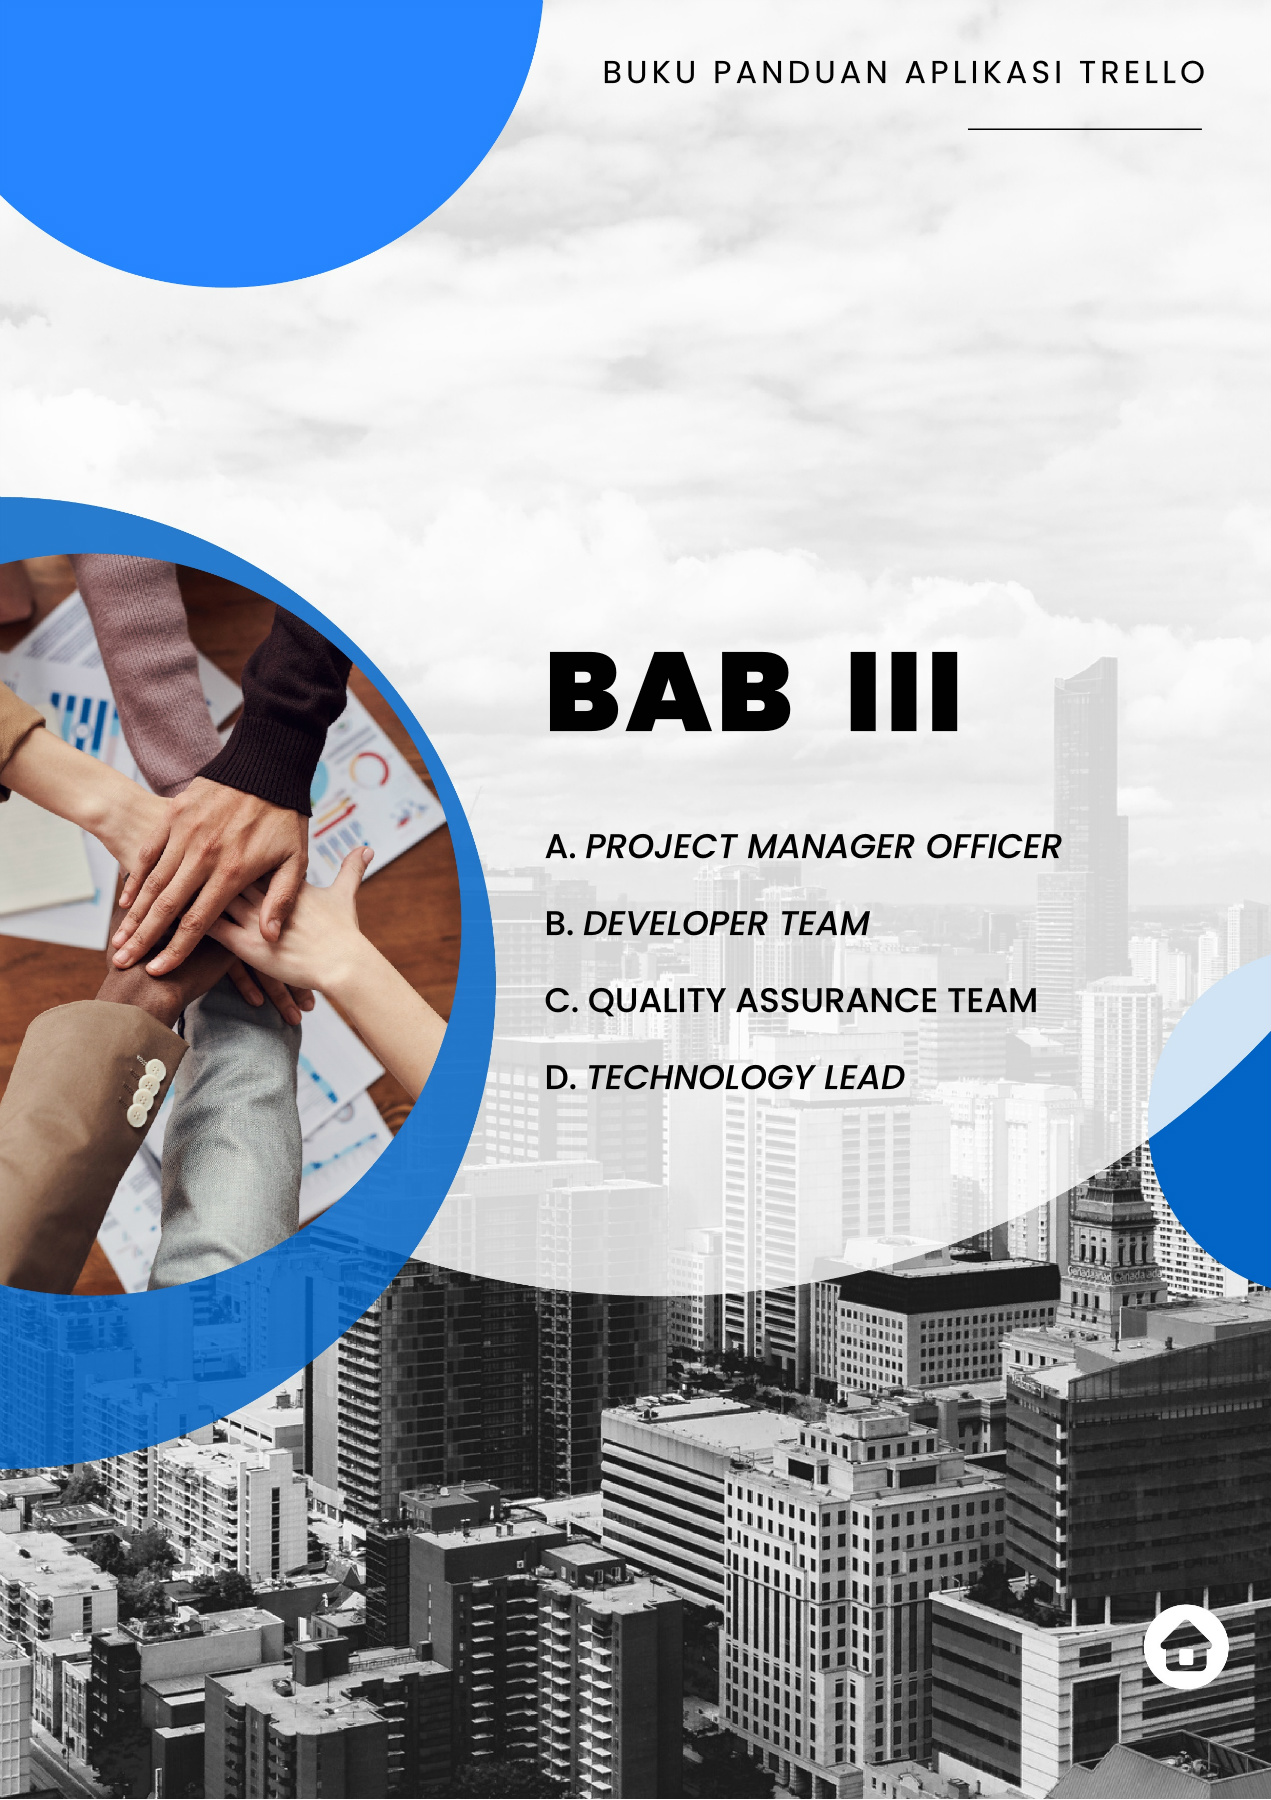 BUKU PANDUAN APLIKASI TRELLO
BAB III
A. PROJECT MANAGER OFFICER
B. DEVELOPER TEAM
C. QUALITY ASSURANCE TEAM
D. TECHNOLOGY LEAD